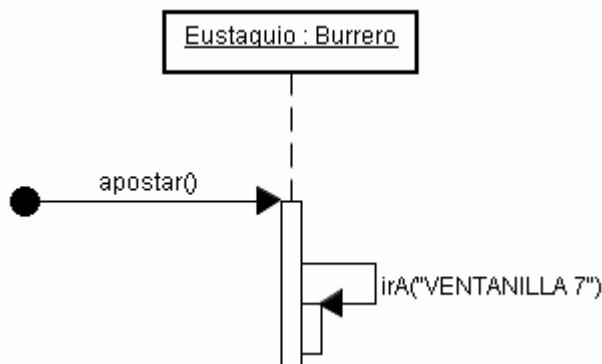 Eustaquio : Burrero
apostar()
irA("VENTANILLA 7")